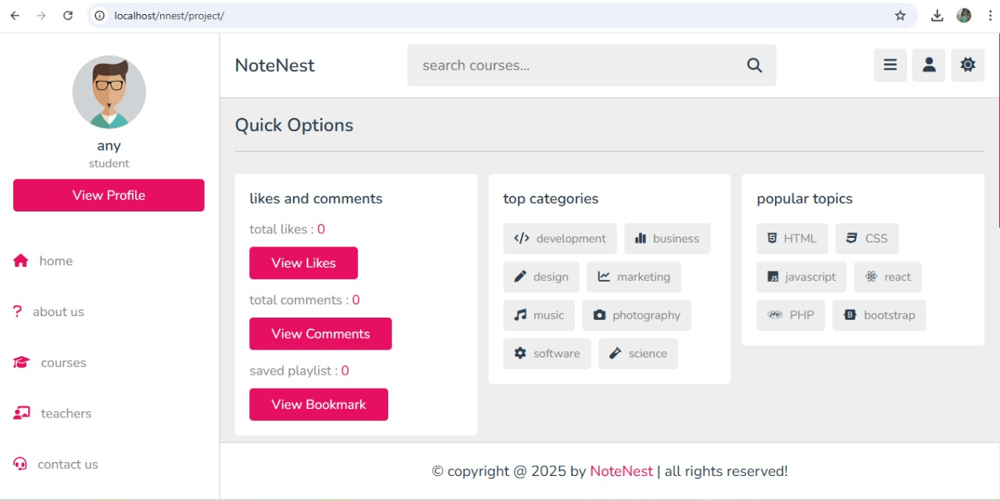 localhost/nnest/project/
any
student
View Profile
home
about us
courses
teachers
contact us
NoteNest
search courses...
Quick Options
likes and comments
total likes : 0
View Likes
total comments : 0
View Comments
saved playlist : 0
View Bookmark
top categories
development
business
design
marketing
music
photography
software
science
popular topics
HTML
CSS
javascript
react
PHP
bootstrap
© copyright @ 2025 by NoteNest | all rights reserved!